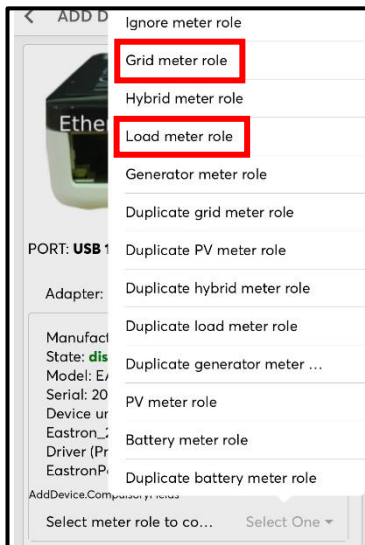 ADD D
Ignore meter role
Grid meter role
Hybrid meter role
Ether
Load meter role
Generator meter role
Duplicate grid meter role
PORT: USB 1
Duplicate PV meter role
Adapter:
Duplicate hybrid meter role
Duplicate load meter role
Manufact
State: dis
Duplicate generator meter ...
Model: EA
Serial: 20
PV meter role
Device ur
Eastron_2
Battery meter role
Driver (Pr
EastronP
Duplicate battery meter role
AddDevice.CompulsoryFields
Select meter role to co... Select One